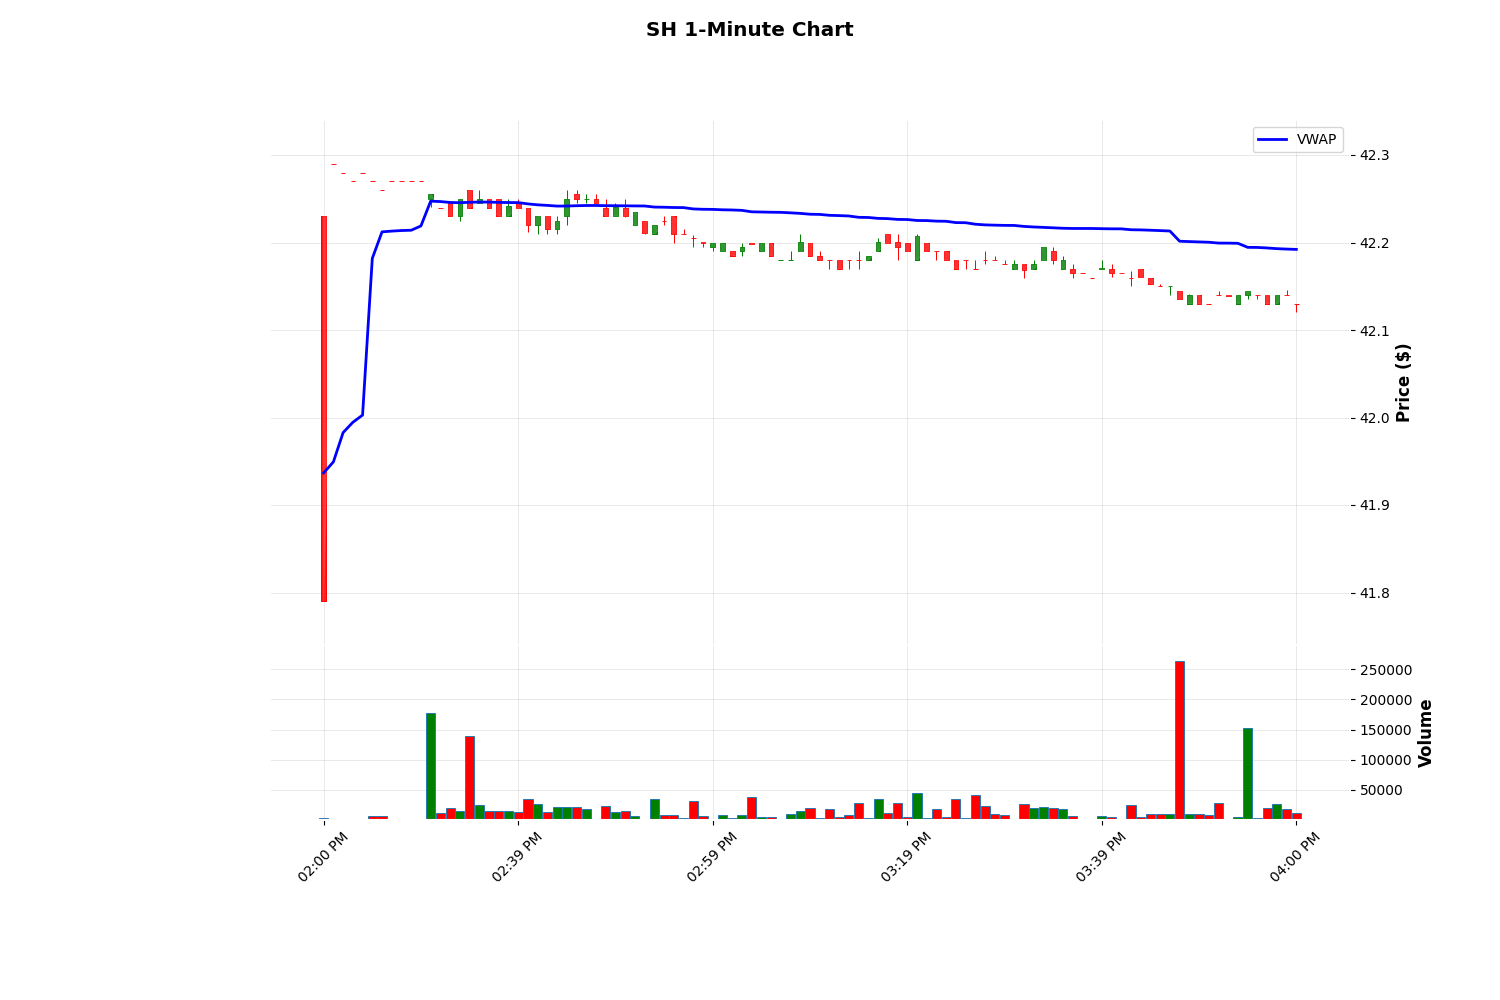 SH 1-Minute Chart
VWAP
42.3
42.2
42.1
42.0
41.9
41.8
Price ($)
250000
200000
150000
100000
50000
Volume
02:00 PM
02:39 PM
02:59 PM
03:19 PM
03:39 PM
04:00 PM